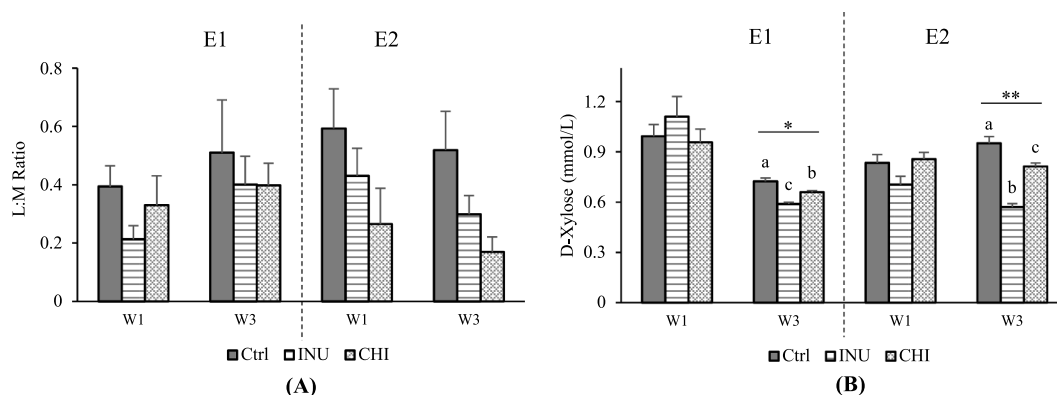 E1 E2
0.8
0.6
0.4
0.2
0
L:M Ratio
W1 W3 W1 W3
Ctrl INU CHI
(A)
E1 E2
1.2
0.9
0.6
0.3
0
D-Xylose (mmol/L)
* **
a c b a b c
W1 W3 W1 W3
Ctrl INU CHI
(B)